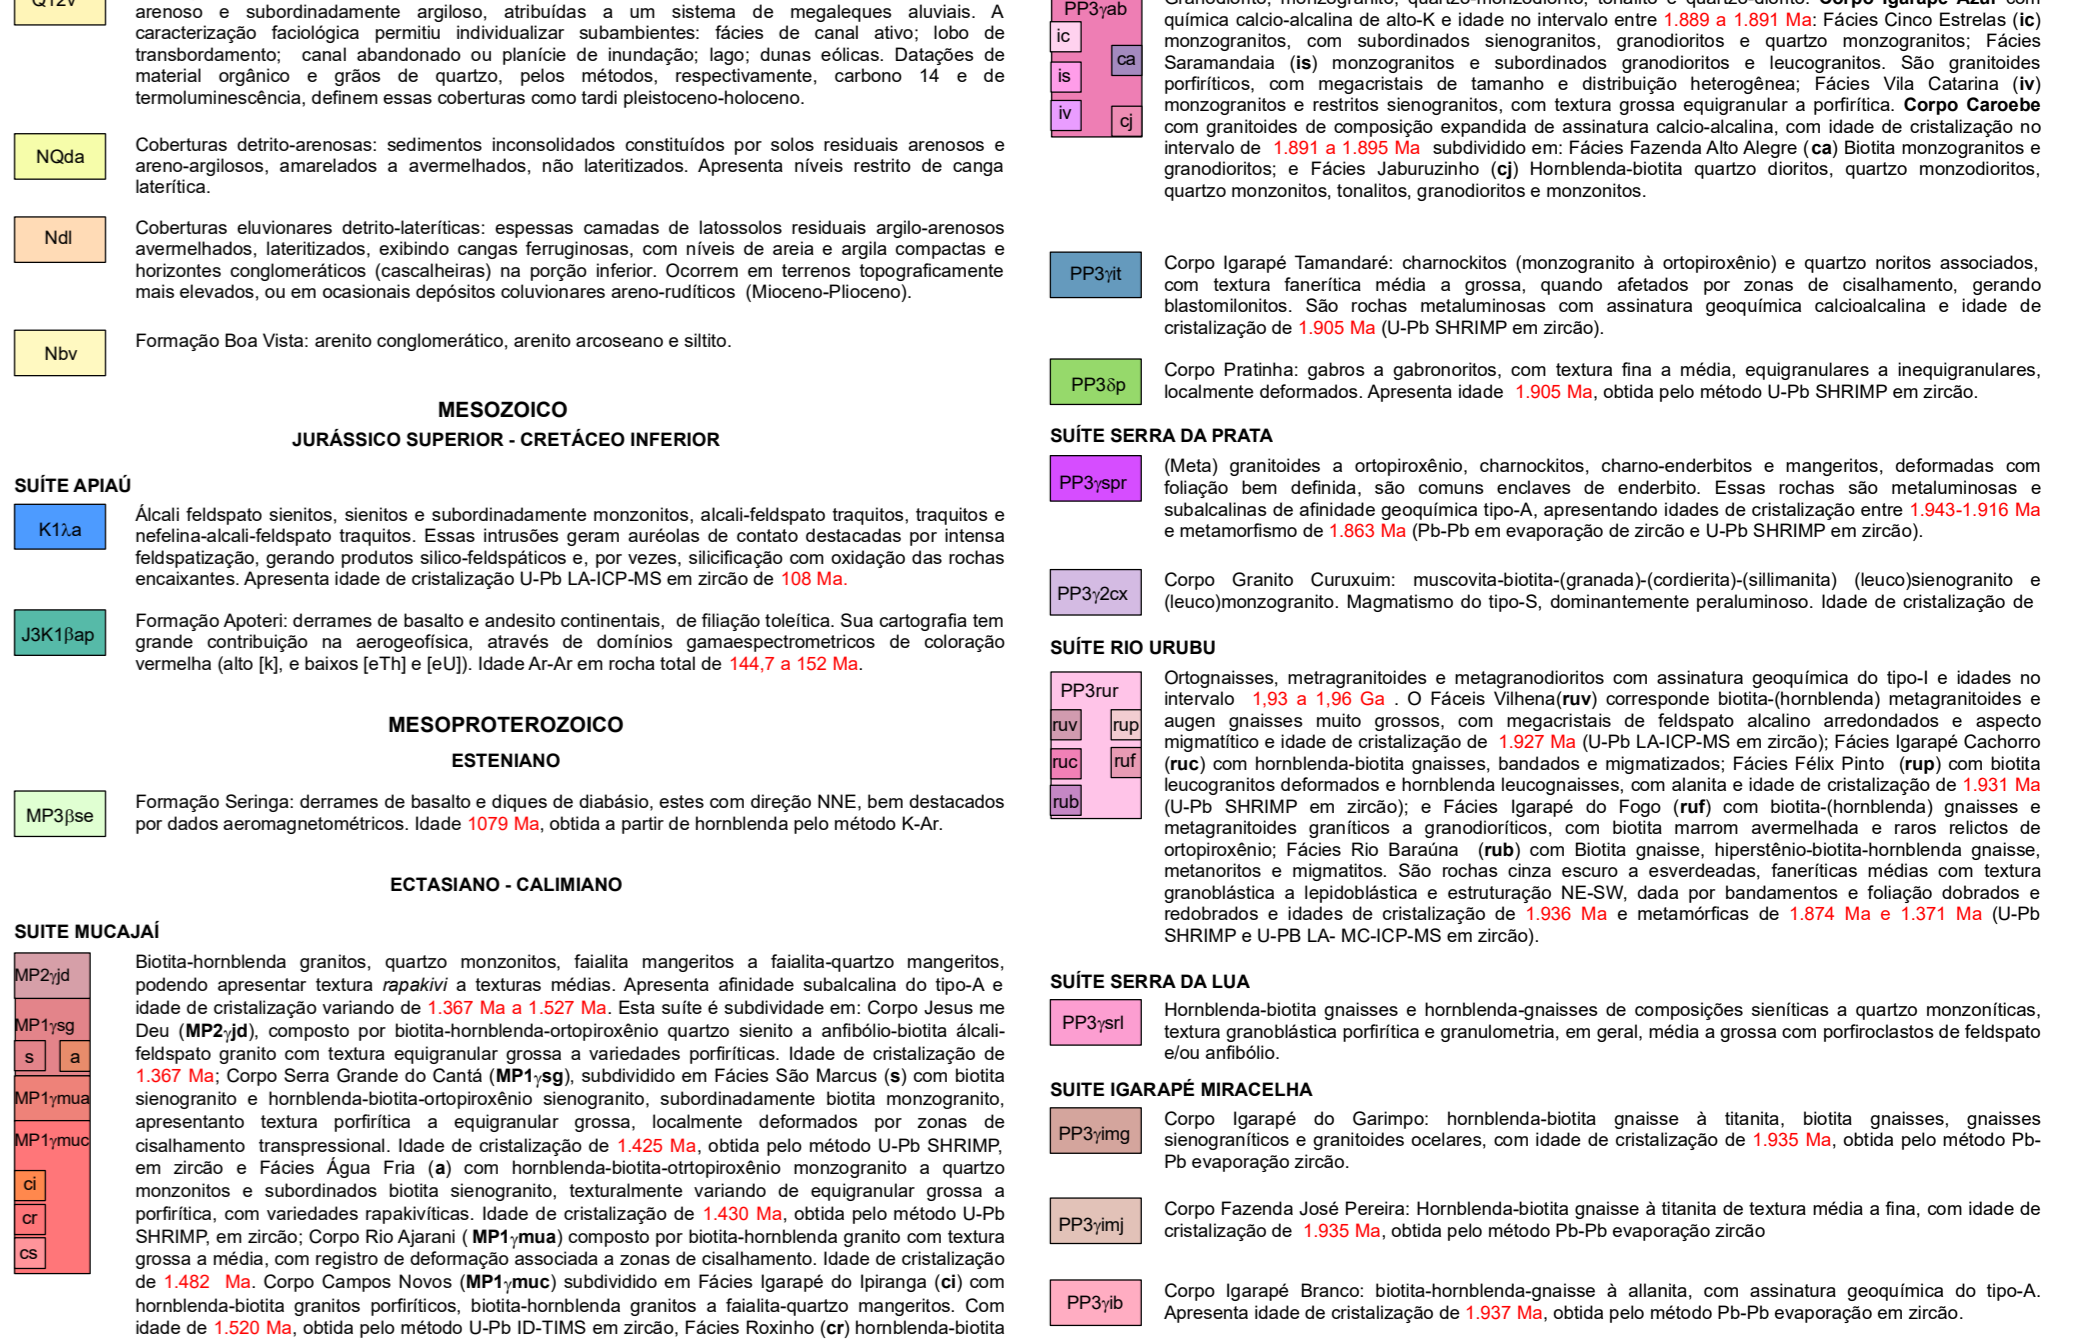 Q12v
arenoso e subordinadamente argiloso, atribuídas a um sistema de megaleques aluviais. A
caracterização faciológica permitiu individualizar subambientes: fácies de canal ativo; lobo de
transbordamento; canal abandonado ou planície de inundação; lago; dunas eólicas. Datações de
material orgânico e grãos de quartzo, pelos métodos, respectivamente, carbono 14 e de
termoluminescência, definem essas coberturas como tardi pleistoceno-holoceno.
NQda
Coberturas detrito-arenosas: sedimentos inconsolidados constituídos por solos residuais arenosos e
areno-argilosos, amarelados a avermelhados, não lateritizados. Apresenta níveis restrito de canga
laterítica.
Ndl
Coberturas eluvionares detrito-lateríticas: espessas camadas de latossolos residuais argilo-arenosos
avermelhados, lateritizados, exibindo cangas ferruginosas, com níveis de areia e argila compactas e
horizontes conglomeráticos (cascalheiras) na porção inferior. Ocorrem em terrenos topograficamente
mais elevados, ou em ocasionais depósitos coluvionares areno-rudíticos (Mioceno-Plioceno).
Nbv
Formação Boa Vista: arenito conglomerático, arenito arcoseano e siltito.
MESOZOICO
JURÁSSICO SUPERIOR - CRETÁCEO INFERIOR
SUÍTE APIAÚ
K1λa
Álcali feldspato sienitos, sienitos e subordinadamente monzonitos, alcali-feldspato traquitos, traquitos e
nefelina-alcali-feldspato traquitos. Essas intrusões geram auréolas de contato destacadas por intensa
feldspatização, gerando produtos silico-feldspáticos e, por vezes, silicificação com oxidação das rochas
encaixantes. Apresenta idade de cristalização U-Pb LA-ICP-MS em zircão de 108 Ma.
J3K1βap
Formação Apoteri: derrames de basalto e andesito continentais, de filiação toleítica. Sua cartografia tem
grande contribuição na aerogeofísica, através de domínios gamaespectrometricos de coloração
vermelha (alto [k], e baixos [eTh] e [eU]). Idade Ar-Ar em rocha total de 144,7 a 152 Ma.
MESOPROTEROZOICO
ESTENIANO
MP3βse
Formação Seringa: derrames de basalto e diques de diabásio, estes com direção NNE, bem destacados
por dados aeromagnetométricos. Idade 1079 Ma, obtida a partir de hornblenda pelo método K-Ar.
ECTASIANO - CALIMIANO
SUITE MUCAJAÍ
MP2γjd
MP1γsg
s a
MP1γmua
MP1γmuc
ci
cr
cs
Biotita-hornblenda granitos, quartzo monzonitos, faialita mangeritos a faialita-quartzo mangeritos,
podendo apresentar textura rapakivi a texturas médias. Apresenta afinidade subalcalina do tipo-A e
idade de cristalização variando de 1.367 Ma a 1.527 Ma. Esta suíte é subdividade em: Corpo Jesus me
Deu (MP2γjd), composto por biotita-hornblenda-ortopiroxênio quartzo sienito a anfibólio-biotita álcali-
feldspato granito com textura equigranular grossa a variedades porfiríticas. Idade de cristalização de
1.367 Ma; Corpo Serra Grande do Cantá (MP1γsg), subdividido em Fácies São Marcus (s) com biotita
sienogranito e hornblenda-biotita-ortopiroxênio sienogranito, subordinadamente biotita monzogranito,
apresentanto textura porfirítica a equigranular grossa, localmente deformados por zonas de
cisalhamento transpressional. Idade de cristalização de 1.425 Ma, obtida pelo método U-Pb SHRIMP,
em zircão e Fácies Água Fria (a) com hornblenda-biotita-otrtopiroxênio monzogranito a quartzo
monzonitos e subordinados biotita sienogranito, texturalmente variando de equigranular grossa a
porfirítica, com variedades rapakivíticas. Idade de cristalização de 1.430 Ma, obtida pelo método U-Pb
SHRIMP, em zircão; Corpo Rio Ajarani ( MP1γmua) composto por biotita-hornblenda granito com textura
grossa a média, com registro de deformação associada a zonas de cisalhamento. Idade de cristalização
de 1.482 Ma. Corpo Campos Novos (MP1γmuc) subdividido em Fácies Igarapé do Ipiranga (ci) com
hornblenda-biotita granitos porfiríticos, biotita-hornblenda granitos a faialita-quartzo mangeritos. Com
idade de 1.520 Ma, obtida pelo método U-Pb ID-TIMS em zircão, Fácies Roxinho (cr) hornblenda-biotita
PP3γab
ic
ca
is
iv
cj
Granodiorito, monzogranito, quartzo-monzodiorito, tonalito e quartzo-diorito. Corpo Igarapé Azul com
química calcio-alcalina de alto-K e idade no intervalo entre 1.889 a 1.891 Ma: Fácies Cinco Estrelas (ic)
monzogranitos, com subordinados sienogranitos, granodioritos e quartzo monzogranitos; Fácies
Saramandaia (is) monzogranitos e subordinados granodioritos e leucogranitos. São granitoides
porfiríticos, com megacristais de tamanho e distribuição heterogênea; Fácies Vila Catarina (iv)
monzogranitos e restritos sienogranitos, com textura grossa equigranular a porfirítica. Corpo Caroebe
com granitoides de composição expandida de assinatura calcio-alcalina, com idade de cristalização no
intervalo de 1.891 a 1.895 Ma subdividido em: Fácies Fazenda Alto Alegre (ca) Biotita monzogranitos e
granodioritos; e Fácies Jaburuzinho (cj) Hornblenda-biotita quartzo dioritos, quartzo monzodioritos,
quartzo monzonitos, tonalitos, granodioritos e monzonitos.
PP3γit
Corpo Igarapé Tamandaré: charnockitos (monzogranito à ortopiroxênio) e quartzo noritos associados,
com textura fanerítica média a grossa, quando afetados por zonas de cisalhamento, gerando
blastomilonitos. São rochas metaluminosas com assinatura geoquímica calcioalcalina e idade de
cristalização de 1.905 Ma (U-Pb SHRIMP em zircão).
PP3δp
Corpo Pratinha: gabros a gabronoritos, com textura fina a média, equigranulares a inequigranulares,
localmente deformados. Apresenta idade 1.905 Ma, obtida pelo método U-Pb SHRIMP em zircão.
SUÍTE SERRA DA PRATA
PP3γspr
(Meta) granitoides a ortopiroxênio, charnockitos, charno-enderbitos e mangeritos, deformadas com
foliação bem definida, são comuns enclaves de enderbito. Essas rochas são metaluminosas e
subalcalinas de afinidade geoquímica tipo-A, apresentando idades de cristalização entre 1.943-1.916 Ma
e metamorfismo de 1.863 Ma (Pb-Pb em evaporação de zircão e U-Pb SHRIMP em zircão).
PP3γ2cx
Corpo Granito Curuxuim: muscovita-biotita-(granada)-(cordierita)-(sillimanita) (leuco)sienogranito e
(leuco)monzogranito. Magmatismo do tipo-S, dominantemente peraluminoso. Idade de cristalização de
SUÍTE RIO URUBU
PP3rur
ruv rup
ruc ruf
rub
Ortognaisses, metragranitoides e metagranodioritos com assinatura geoquímica do tipo-I e idades no
intervalo 1,93 a 1,96 Ga . O Fáceis Vilhena(ruv) corresponde biotita-(hornblenda) metagranitoides e
augen gnaisses muito grossos, com megacristais de feldspato alcalino arredondados e aspecto
migmatítico e idade de cristalização de 1.927 Ma (U-Pb LA-ICP-MS em zircão); Fácies Igarapé Cachorro
(ruc) com hornblenda-biotita gnaisses, bandados e migmatizados; Fácies Félix Pinto (rup) com biotita
leucogranitos deformados e hornblenda leucognaisses, com alanita e idade de cristalização de 1.931 Ma
(U-Pb SHRIMP em zircão); e Fácies Igarapé do Fogo (ruf) com biotita-(hornblenda) gnaisses e
metagranitoides graníticos a granodioríticos, com biotita marrom avermelhada e raros relictos de
ortopiroxênio; Fácies Rio Baraúna (rub) com Biotita gnaisse, hiperstênio-biotita-hornblenda gnaisse,
metanoritos e migmatitos. São rochas cinza escuro a esverdeadas, faneríticas médias com textura
granoblástica a lepidoblástica e estruturação NE-SW, dada por bandamentos e foliação dobrados e
redobrados e idades de cristalização de 1.936 Ma e metamórficas de 1.874 Ma e 1.371 Ma (U-Pb
SHRIMP e U-PB LA- MC-ICP-MS em zircão).
SUÍTE SERRA DA LUA
PP3γsrl
Hornblenda-biotita gnaisses e hornblenda-gnaisses de composições sieníticas a quartzo monzoníticas,
textura granoblástica porfirítica e granulometria, em geral, média a grossa com porfiroclastos de feldspato
e/ou anfibólio.
SUITE IGARAPÉ MIRACELHA
PP3γimg
Corpo Igarapé do Garimpo: hornblenda-biotita gnaisse à titanita, biotita gnaisses, gnaisses
sienograníticos e granitoides ocelares, com idade de cristalização de 1.935 Ma, obtida pelo método Pb-
Pb evaporação zircão.
PP3γimj
Corpo Fazenda José Pereira: Hornblenda-biotita gnaisse à titanita de textura média a fina, com idade de
cristalização de 1.935 Ma, obtida pelo método Pb-Pb evaporação zircão
PP3γib
Corpo Igarapé Branco: biotita-hornblenda-gnaisse à allanita, com assinatura geoquímica do tipo-A.
Apresenta idade de cristalização de 1.937 Ma, obtida pelo método Pb-Pb evaporação em zircão.